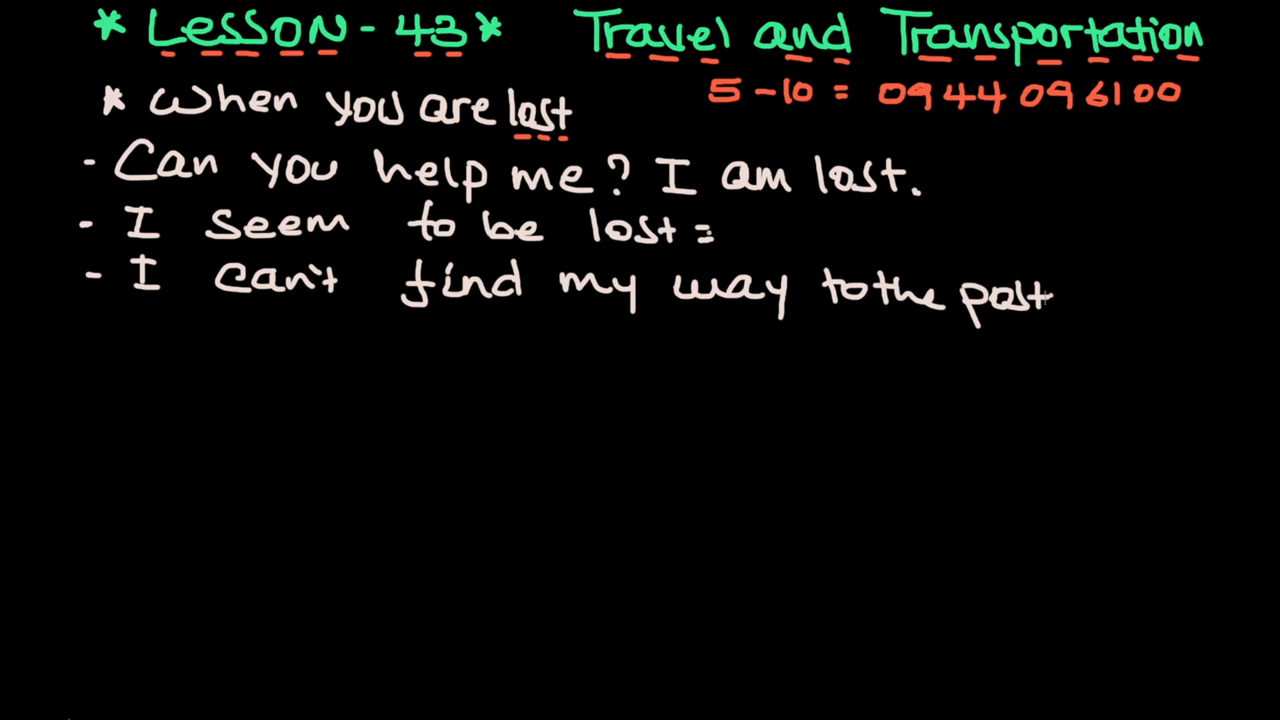 * Lesson - 43 * Travel and Transportation
5 - 10 = 0944096100
* When you are lost
- Can you help me? I am lost.
- I seem to be lost =
- I can't find my way to the post